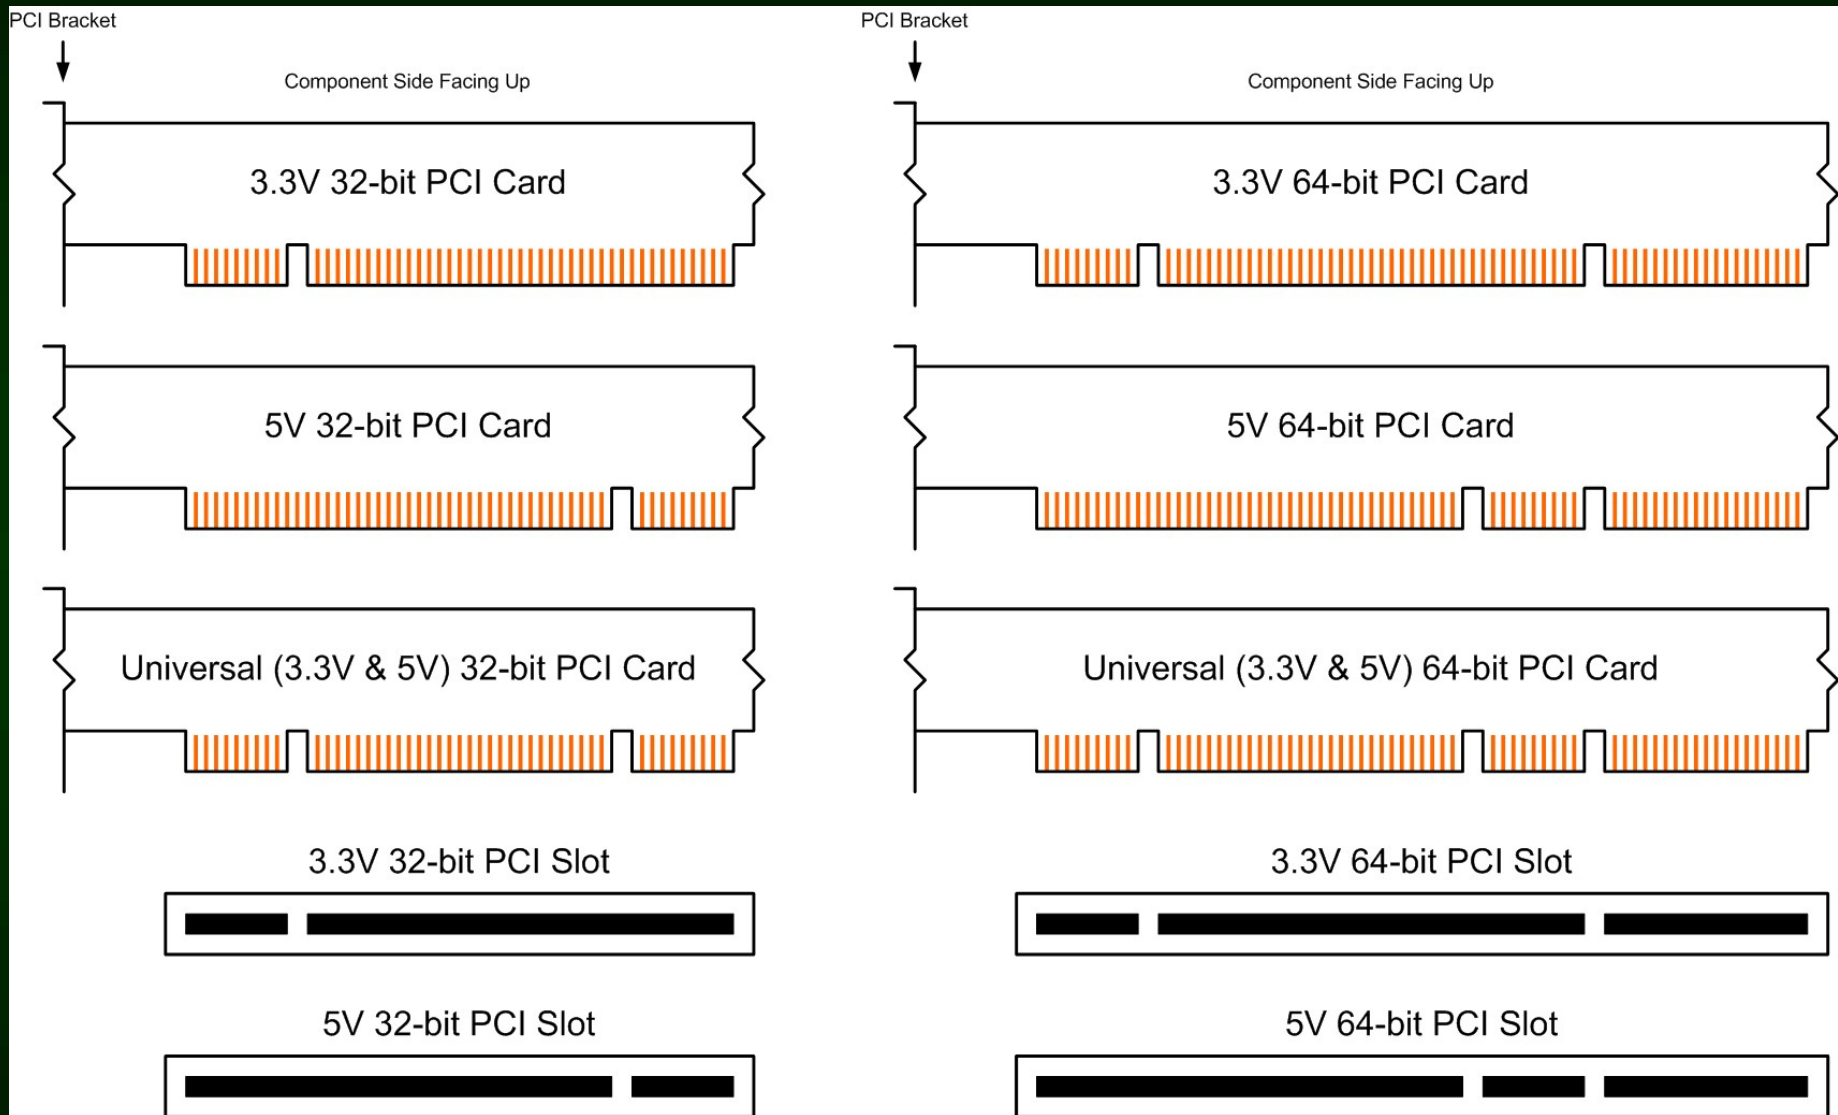 PCI Bracket
PCI Bracket
Component Side Facing Up
Component Side Facing Up
3.3V 32-bit PCI Card
3.3V 64-bit PCI Card
5V 32-bit PCI Card
5V 64-bit PCI Card
Universal (3.3V & 5V) 32-bit PCI Card
Universal (3.3V & 5V) 64-bit PCI Card
3.3V 32-bit PCI Slot
3.3V 64-bit PCI Slot
5V 32-bit PCI Slot
5V 64-bit PCI Slot